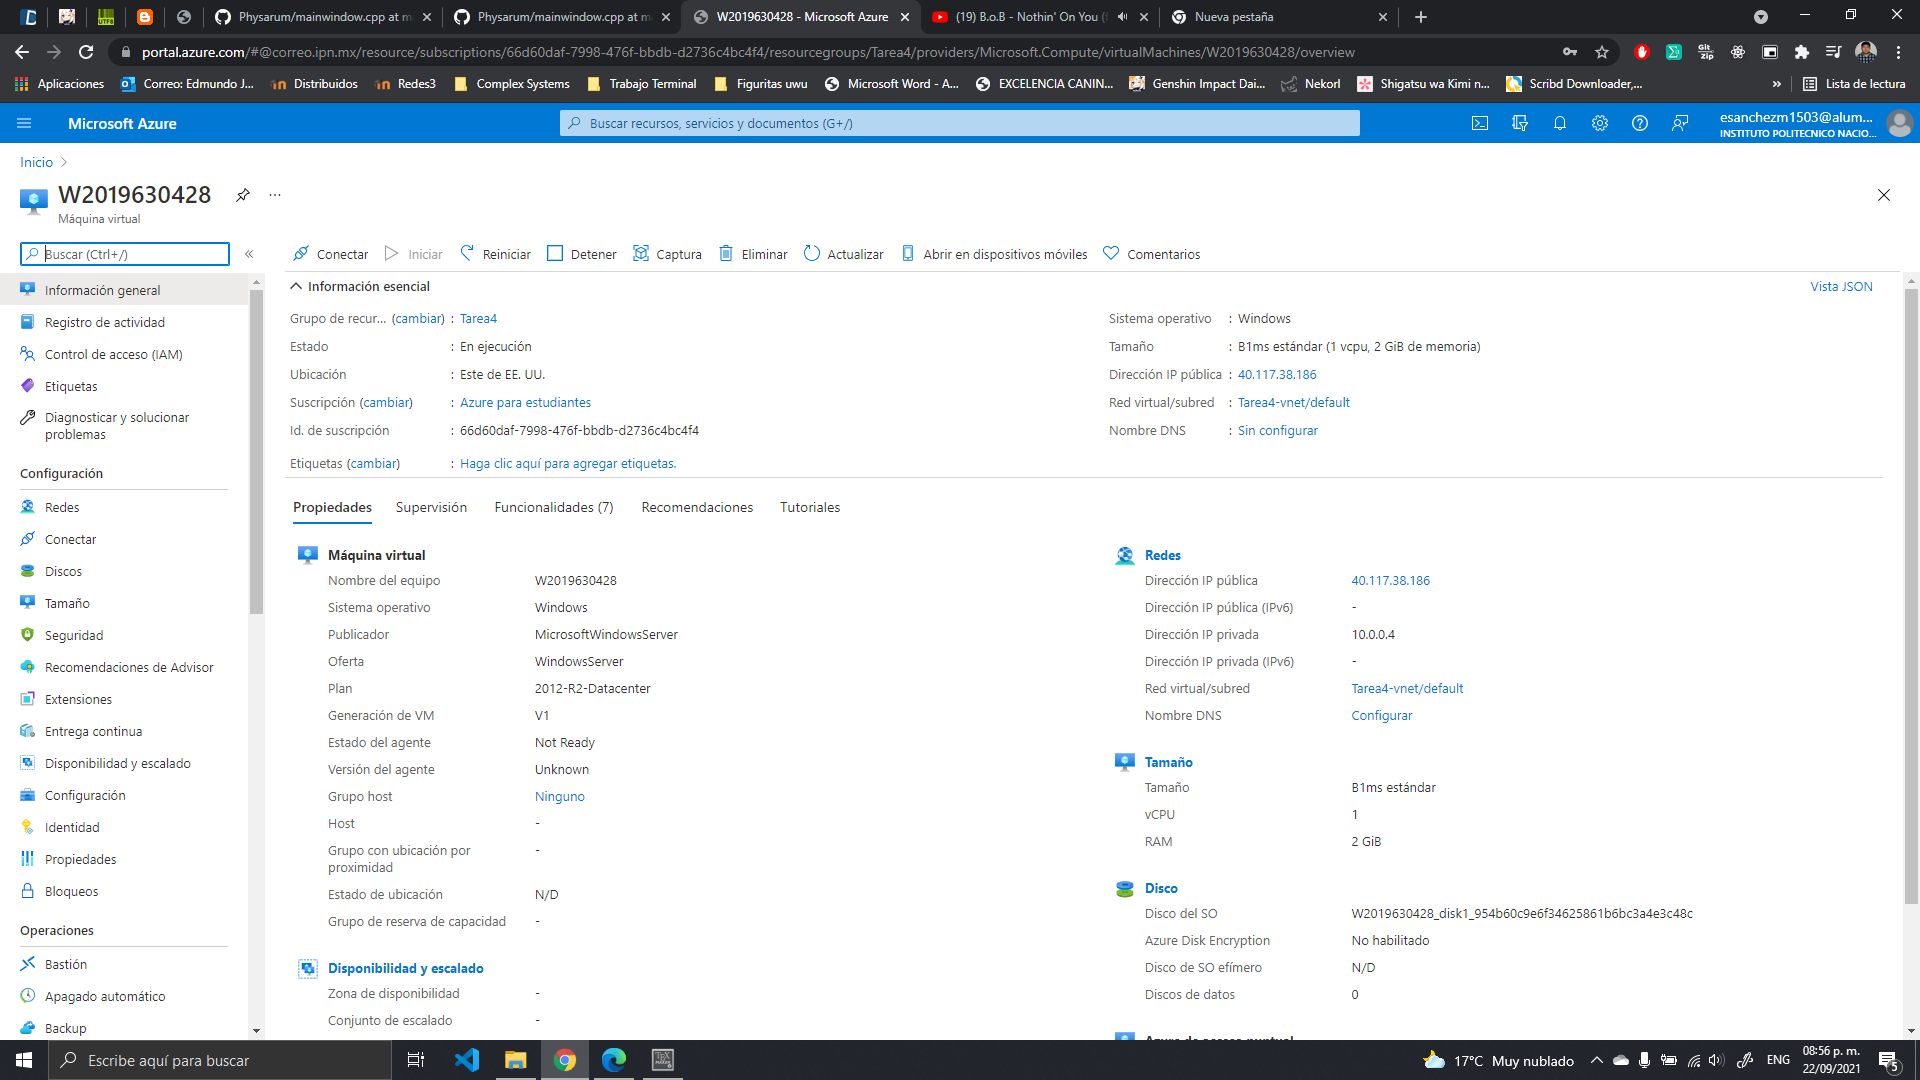 Physarum/mainwindow.cpp at m
Physarum/mainwindow.cpp at m
W2019630428 - Microsoft Azure
(19) B.o.B - Nothin' On You (f
Nueva pestaña
portal.azure.com/#@correo.ipn.mx/resource/subscriptions/66d60daf-7998-476f-bbdb-d2736c4bc4f4/resourcegroups/Tarea4/providers/Microsoft.Compute/virtualMachines/W2019630428/overview
Aplicaciones
Correo: Edmundo J...
Distribuidos
Redes3
Complex Systems
Trabajo Terminal
Figuritas uwu
Microsoft Word - A...
EXCELENCIA CANIN...
Genshin Impact Dai...
Nekorl
Shigatsu wa Kimi n...
Scribd Downloader,...
»
Lista de lectura
Microsoft Azure
Buscar recursos, servicios y documentos (G+/)
esanchezm1503@alum...
INSTITUTO POLITECNICO NACIO...
Inicio
W2019630428
Máquina virtual
Buscar (Ctrl+/)
«
Conectar
Iniciar
Reiniciar
Detener
Captura
Eliminar
Actualizar
Abrir en dispositivos móviles
Comentarios
Información general
Registro de actividad
Control de acceso (IAM)
Etiquetas
Diagnosticar y solucionar
problemas
Configuración
Redes
Conectar
Discos
Tamaño
Seguridad
Recomendaciones de Advisor
Extensiones
Entrega continua
Disponibilidad y escalado
Configuración
Identidad
Propiedades
Bloqueos
Operaciones
Bastión
Apagado automático
Backup
Información esencial
Vista JSON
Grupo de recur... (cambiar) : Tarea4
Estado : En ejecución
Ubicación : Este de EE. UU.
Suscripción (cambiar) : Azure para estudiantes
Id. de suscripción : 66d60daf-7998-476f-bbdb-d2736c4bc4f4
Etiquetas (cambiar) : Haga clic aquí para agregar etiquetas.
Sistema operativo : Windows
Tamaño : B1ms estándar (1 vcpu, 2 GiB de memoria)
Dirección IP pública : 40.117.38.186
Red virtual/subred : Tarea4-vnet/default
Nombre DNS : Sin configurar
Propiedades
Supervisión
Funcionalidades (7)
Recomendaciones
Tutoriales
Máquina virtual
Nombre del equipo W2019630428
Sistema operativo Windows
Publicador MicrosoftWindowsServer
Oferta WindowsServer
Plan 2012-R2-Datacenter
Generación de VM V1
Estado del agente Not Ready
Versión del agente Unknown
Grupo host Ninguno
Host -
Grupo con ubicación por -
proximidad
Estado de ubicación N/D
Grupo de reserva de capacidad -
Disponibilidad y escalado
Zona de disponibilidad -
Conjunto de escalado -
Redes
Dirección IP pública 40.117.38.186
Dirección IP pública (IPv6) -
Dirección IP privada 10.0.0.4
Dirección IP privada (IPv6) -
Red virtual/subred Tarea4-vnet/default
Nombre DNS Configurar
Tamaño
Tamaño B1ms estándar
vCPU 1
RAM 2 GiB
Disco
Disco del SO W2019630428_disk1_954b60c9e6f34625861b6bc3a4e3c48c
Azure Disk Encryption No habilitado
Disco de SO efímero N/D
Discos de datos 0
Escribe aquí para buscar
17°C Muy nublado
ENG
08:56 p. m.
22/09/2021
5